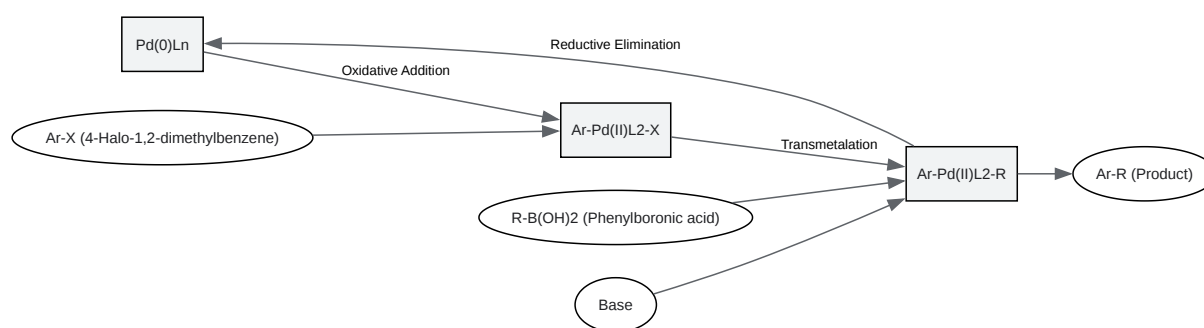 Pd(0)Ln
Reductive Elimination
Oxidative Addition
Ar-X (4-Halo-1,2-dimethylbenzene)
Ar-Pd(II)L2-X
Transmetalation
Ar-Pd(II)L2-R
Ar-R (Product)
R-B(OH)2 (Phenylboronic acid)
Base